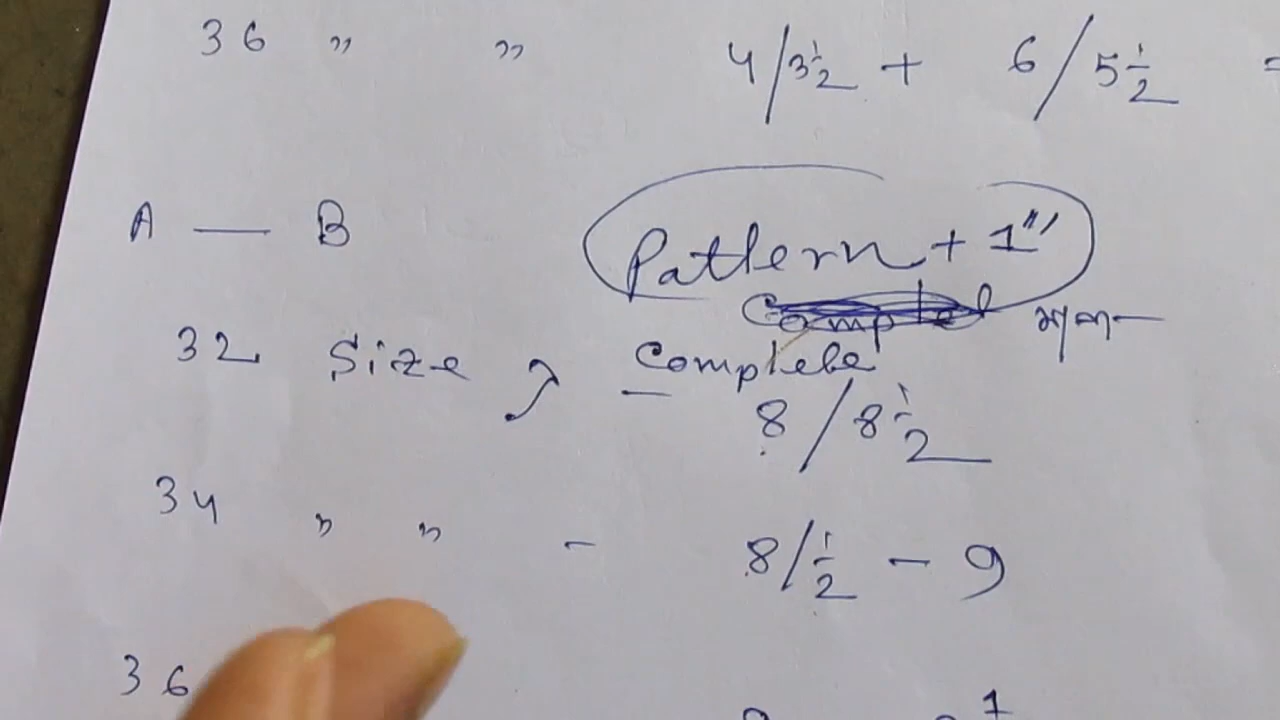 36 " " 4/3½ + 6/5½ =
A — B Pattern + 1"
32 Size , — Complete
8/8½
34 " " - 8/½ - 9
36